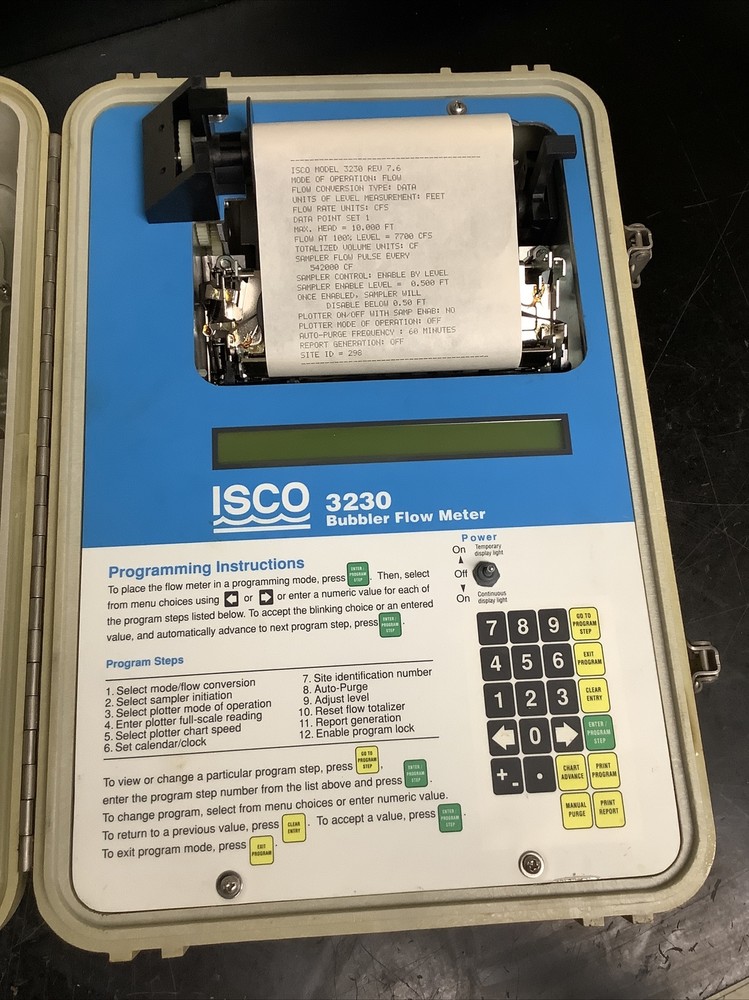 ISCO MODEL 3230 REV 7.6
MODE OF OPERATION: FLOW
FLOW CONVERSION TYPE: DATA
UNITS OF LEVEL MEASUREMENT: FEET
FLOW RATE UNITS: CFS
DATA POINT SET 1
MAX. HEAD = 10.000 FT
FLOW AT 100% LEVEL = 7700 CFS
TOTALIZED VOLUME UNITS: CF
SAMPLER FLOW PULSE EVERY
542000 CF
SAMPLER CONTROL: ENABLE BY LEVEL
SAMPLER ENABLE LEVEL = 0.500 FT
ONCE ENABLED, SAMPLER WILL
DISABLE BELOW 0.50 FT
PLOTTER ON/OFF WITH SAMP ENAB: NO
PLOTTER MODE OF OPERATION: OFF
AUTO-PURGE FREQUENCY : 60 MINUTES
REPORT GENERATION: OFF
SITE ID = 298
ISCO 3230
Bubbler Flow Meter
Power
On Temporary display light
Off
On Continuous display light
Programming Instructions
To place the flow meter in a programming mode, press ENTER / PROGRAM STEP. Then, select
from menu choices using ← or → or enter a numeric value for each of
the program steps listed below. To accept the blinking choice or an entered
value, and automatically advance to next program step, press ENTER / PROGRAM STEP.
Program Steps
1. Select mode/flow conversion
2. Select sampler initiation
3. Select plotter mode of operation
4. Enter plotter full-scale reading
5. Select plotter chart speed
6. Set calendar/clock
7. Site identification number
8. Auto-Purge
9. Adjust level
10. Reset flow totalizer
11. Report generation
12. Enable program lock
To view or change a particular program step, press GO TO PROGRAM STEP,
enter the program step number from the list above and press ENTER / PROGRAM STEP.
To change program, select from menu choices or enter numeric value.
To return to a previous value, press CLEAR ENTRY. To accept a value, press ENTER / PROGRAM STEP.
To exit program mode, press EXIT PROGRAM.
7 8 9 GO TO PROGRAM STEP
4 5 6 EXIT PROGRAM
1 2 3 CLEAR ENTRY
← 0 → ENTER / PROGRAM STEP
+- . CHART ADVANCE PRINT PROGRAM
MANUAL PURGE PRINT REPORT